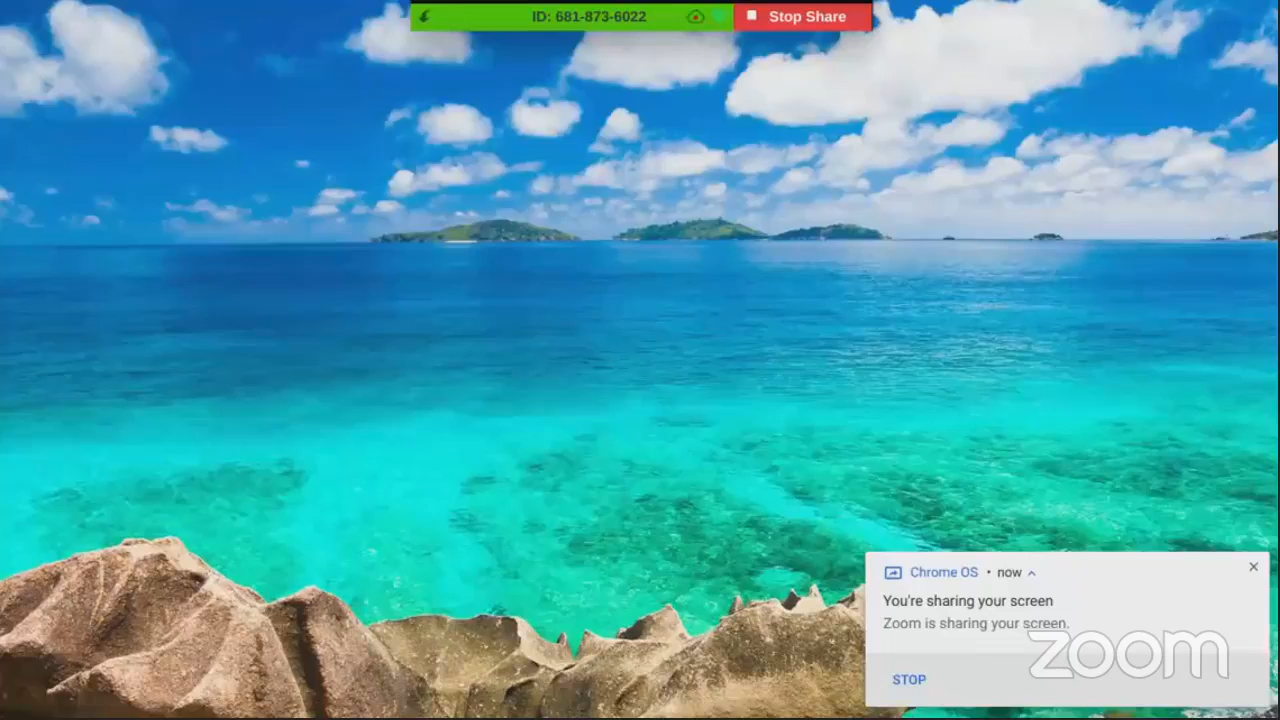 ID: 681-873-6022
Stop Share
Chrome OS • now
You're sharing your screen
Zoom is sharing your screen.
STOP
zoom